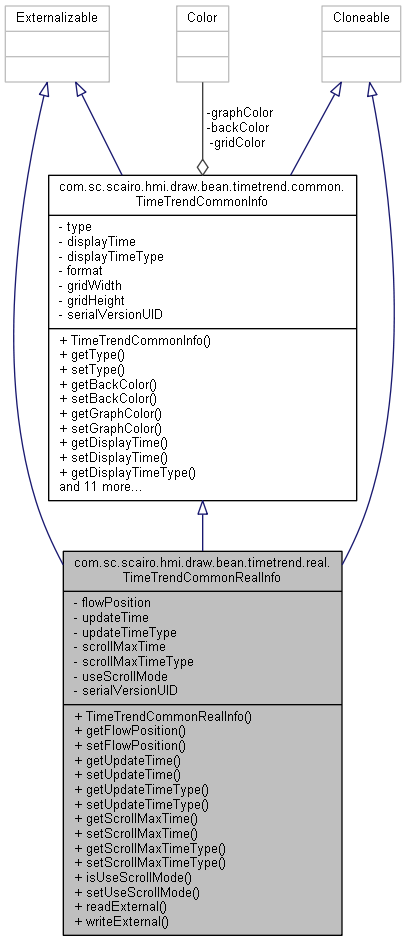 Externalizable
Color
Cloneable
-graphColor
-backColor
-gridColor
com.sc.scairo.hmi.draw.bean.timetrend.common.
TimeTrendCommonInfo
- type
- displayTime
- displayTimeType
- format
- gridWidth
- gridHeight
- serialVersionUID
+ TimeTrendCommonInfo()
+ getType()
+ setType()
+ getBackColor()
+ setBackColor()
+ getGraphColor()
+ setGraphColor()
+ getDisplayTime()
+ setDisplayTime()
+ getDisplayTimeType()
and 11 more...
com.sc.scairo.hmi.draw.bean.timetrend.real.
TimeTrendCommonRealInfo
- flowPosition
- updateTime
- updateTimeType
- scrollMaxTime
- scrollMaxTimeType
- useScrollMode
- serialVersionUID
+ TimeTrendCommonRealInfo()
+ getFlowPosition()
+ setFlowPosition()
+ getUpdateTime()
+ setUpdateTime()
+ getUpdateTimeType()
+ setUpdateTimeType()
+ getScrollMaxTime()
+ setScrollMaxTime()
+ getScrollMaxTimeType()
+ setScrollMaxTimeType()
+ isUseScrollMode()
+ setUseScrollMode()
+ readExternal()
+ writeExternal()